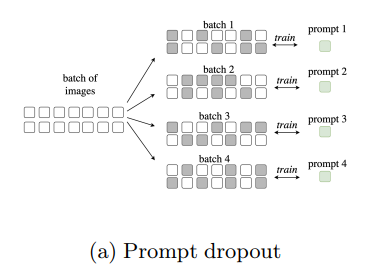 batch of
images
batch 1
train
prompt 1
batch 2
train
prompt 2
batch 3
train
prompt 3
batch 4
train
prompt 4
(a) Prompt dropout